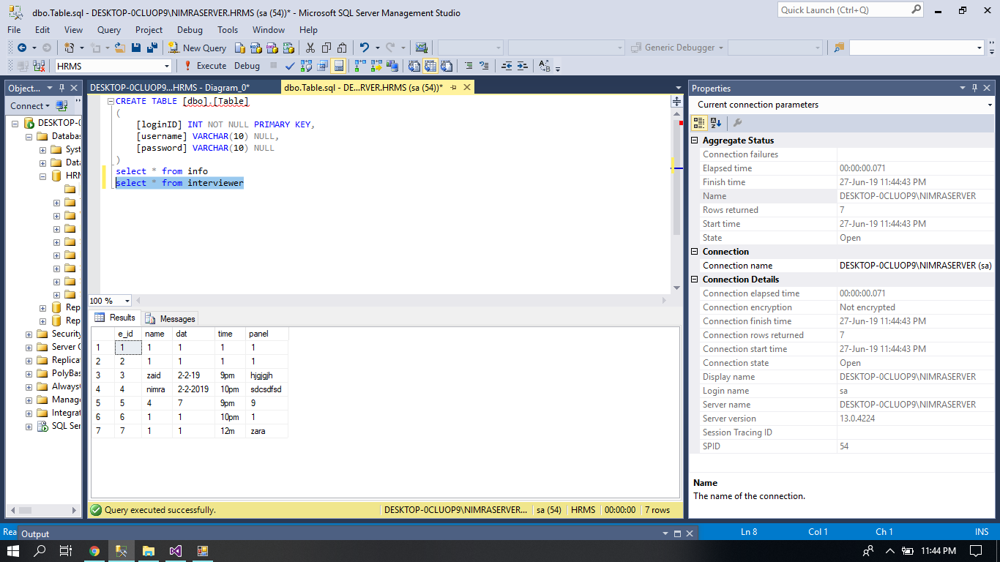 dbo.Table.sql - DESKTOP-0CLUOP9\NIMRASERVER.HRMS (sa (54))* - Microsoft SQL Server Management Studio
Quick Launch (Ctrl+Q)
File Edit View Query Project Debug Tools Window Help
New Query
Generic Debugger
HRMS
Execute Debug
Object...
Connect
DESKTOP-0
Databas
Syst
Data
HRM
Rep
Rep
Security
Server O
Replicat
PolyBas
AlwaysO
Manage
Integrat
SQL Ser
DESKTOP-0CLUOP9...HRMS - Diagram_0*
dbo.Table.sql - DE...RVER.HRMS (sa (54))*
CREATE TABLE [dbo].[Table]
(
[loginID] INT NOT NULL PRIMARY KEY,
[username] VARCHAR(10) NULL,
[password] VARCHAR(10) NULL
)
select * from info
select * from interviewer
100 %
Results Messages
e_id name dat time panel
1 1 1 1 1 1
2 2 1 1 1 1
3 3 zaid 2-2-19 9pm hjgjgjh
4 4 nimra 2-2-2019 10pm sdcsdfsd
5 5 4 7 9pm 9
6 6 1 1 10pm 1
7 7 1 1 12m zara
Query executed successfully.
DESKTOP-0CLUOP9\NIMRASERVER... sa (54) HRMS 00:00:00 7 rows
Properties
Current connection parameters
Aggregate Status
Connection failures
Elapsed time 00:00:00.071
Finish time 27-Jun-19 11:44:43 PM
Name DESKTOP-0CLUOP9\NIMRASERVER
Rows returned 7
Start time 27-Jun-19 11:44:43 PM
State Open
Connection
Connection name DESKTOP-0CLUOP9\NIMRASERVER (sa)
Connection Details
Connection elapsed time 00:00:00.071
Connection encryption Not encrypted
Connection finish time 27-Jun-19 11:44:43 PM
Connection rows returned 7
Connection start time 27-Jun-19 11:44:43 PM
Connection state Open
Display name DESKTOP-0CLUOP9\NIMRASERVER
Login name sa
Server name DESKTOP-0CLUOP9\NIMRASERVER
Server version 13.0.4224
Session Tracing ID
SPID 54
Name
The name of the connection.
Rea
Output
Ln 8 Col 1 Ch 1 INS
11:44 PM